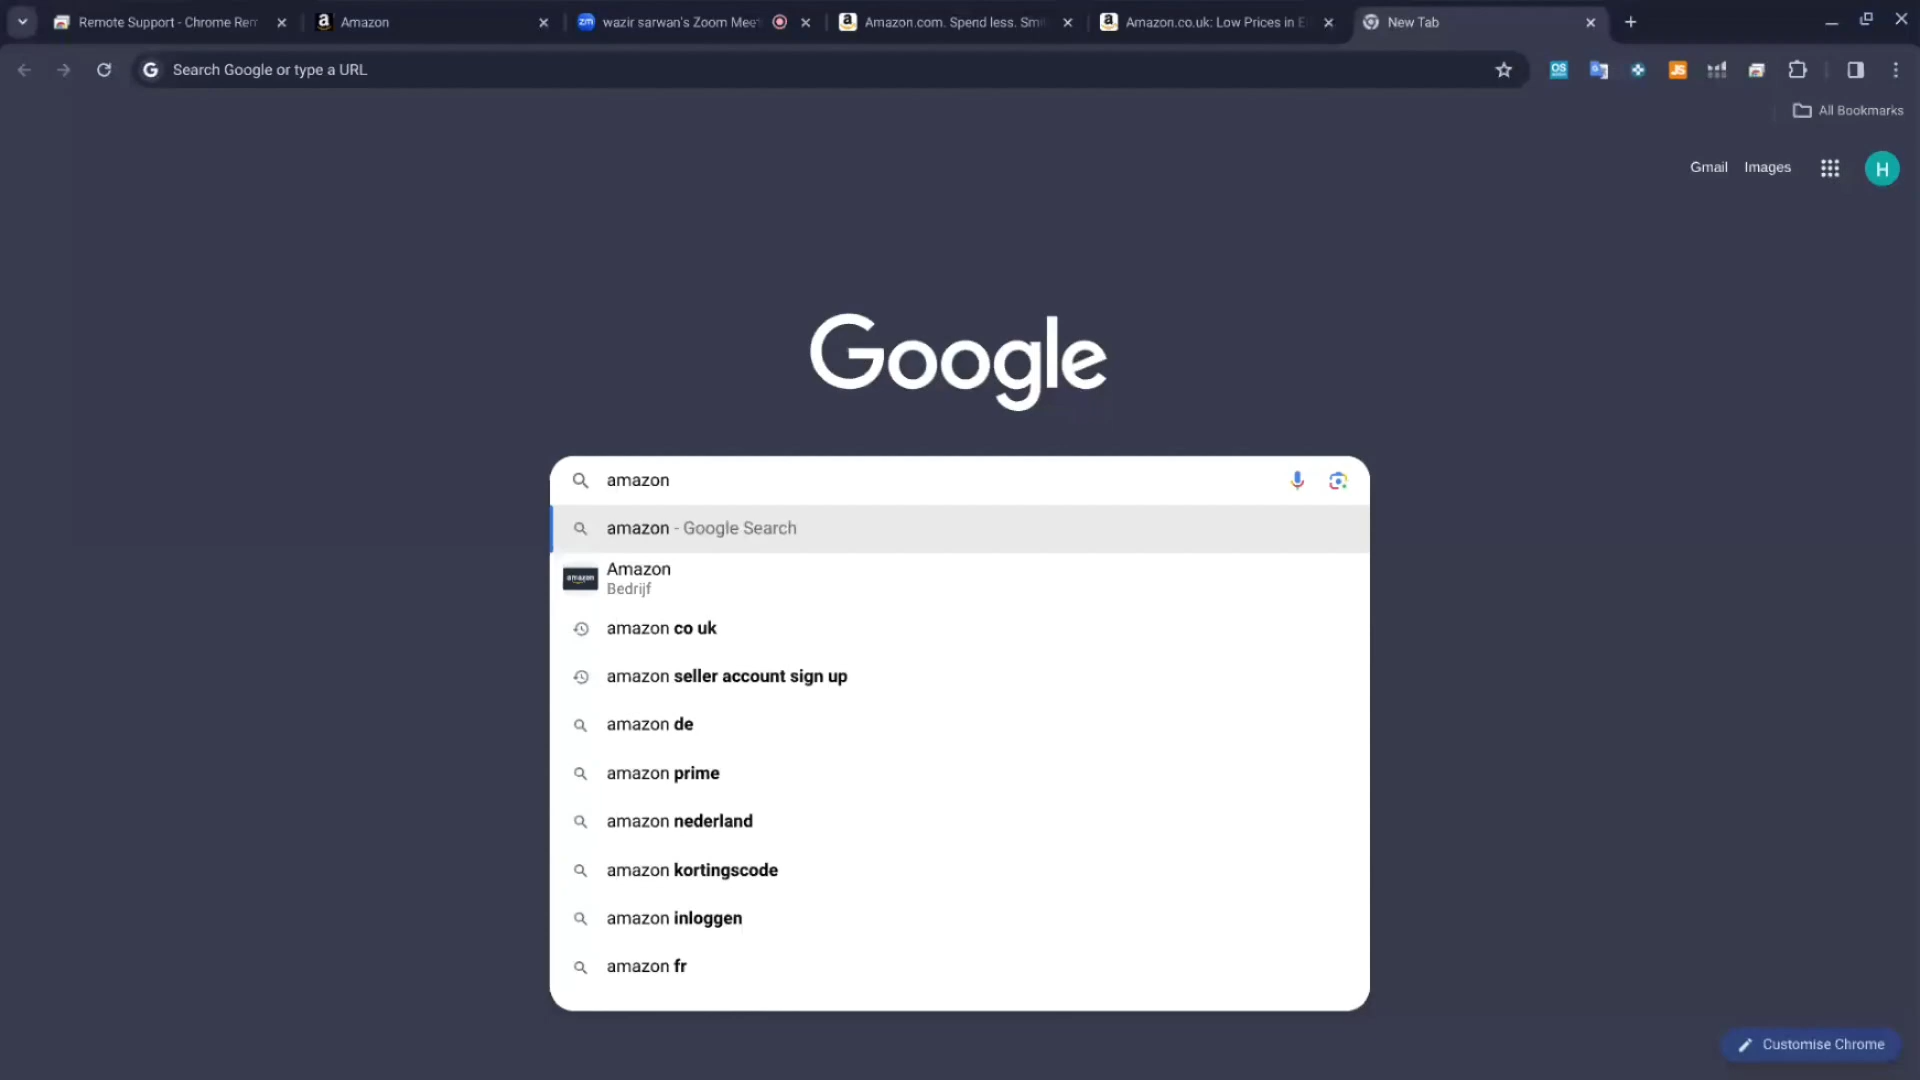 Remote Support - Chrome Rem
Amazon
wazir sarwan's Zoom Meet
Amazon.com. Spend less. Smi
Amazon.co.uk: Low Prices in E
New Tab
Search Google or type a URL
All Bookmarks
Gmail
Images
H
Google
amazon
amazon - Google Search
Amazon
Bedrijf
amazon co uk
amazon seller account sign up
amazon de
amazon prime
amazon nederland
amazon kortingscode
amazon inloggen
amazon fr
Customise Chrome